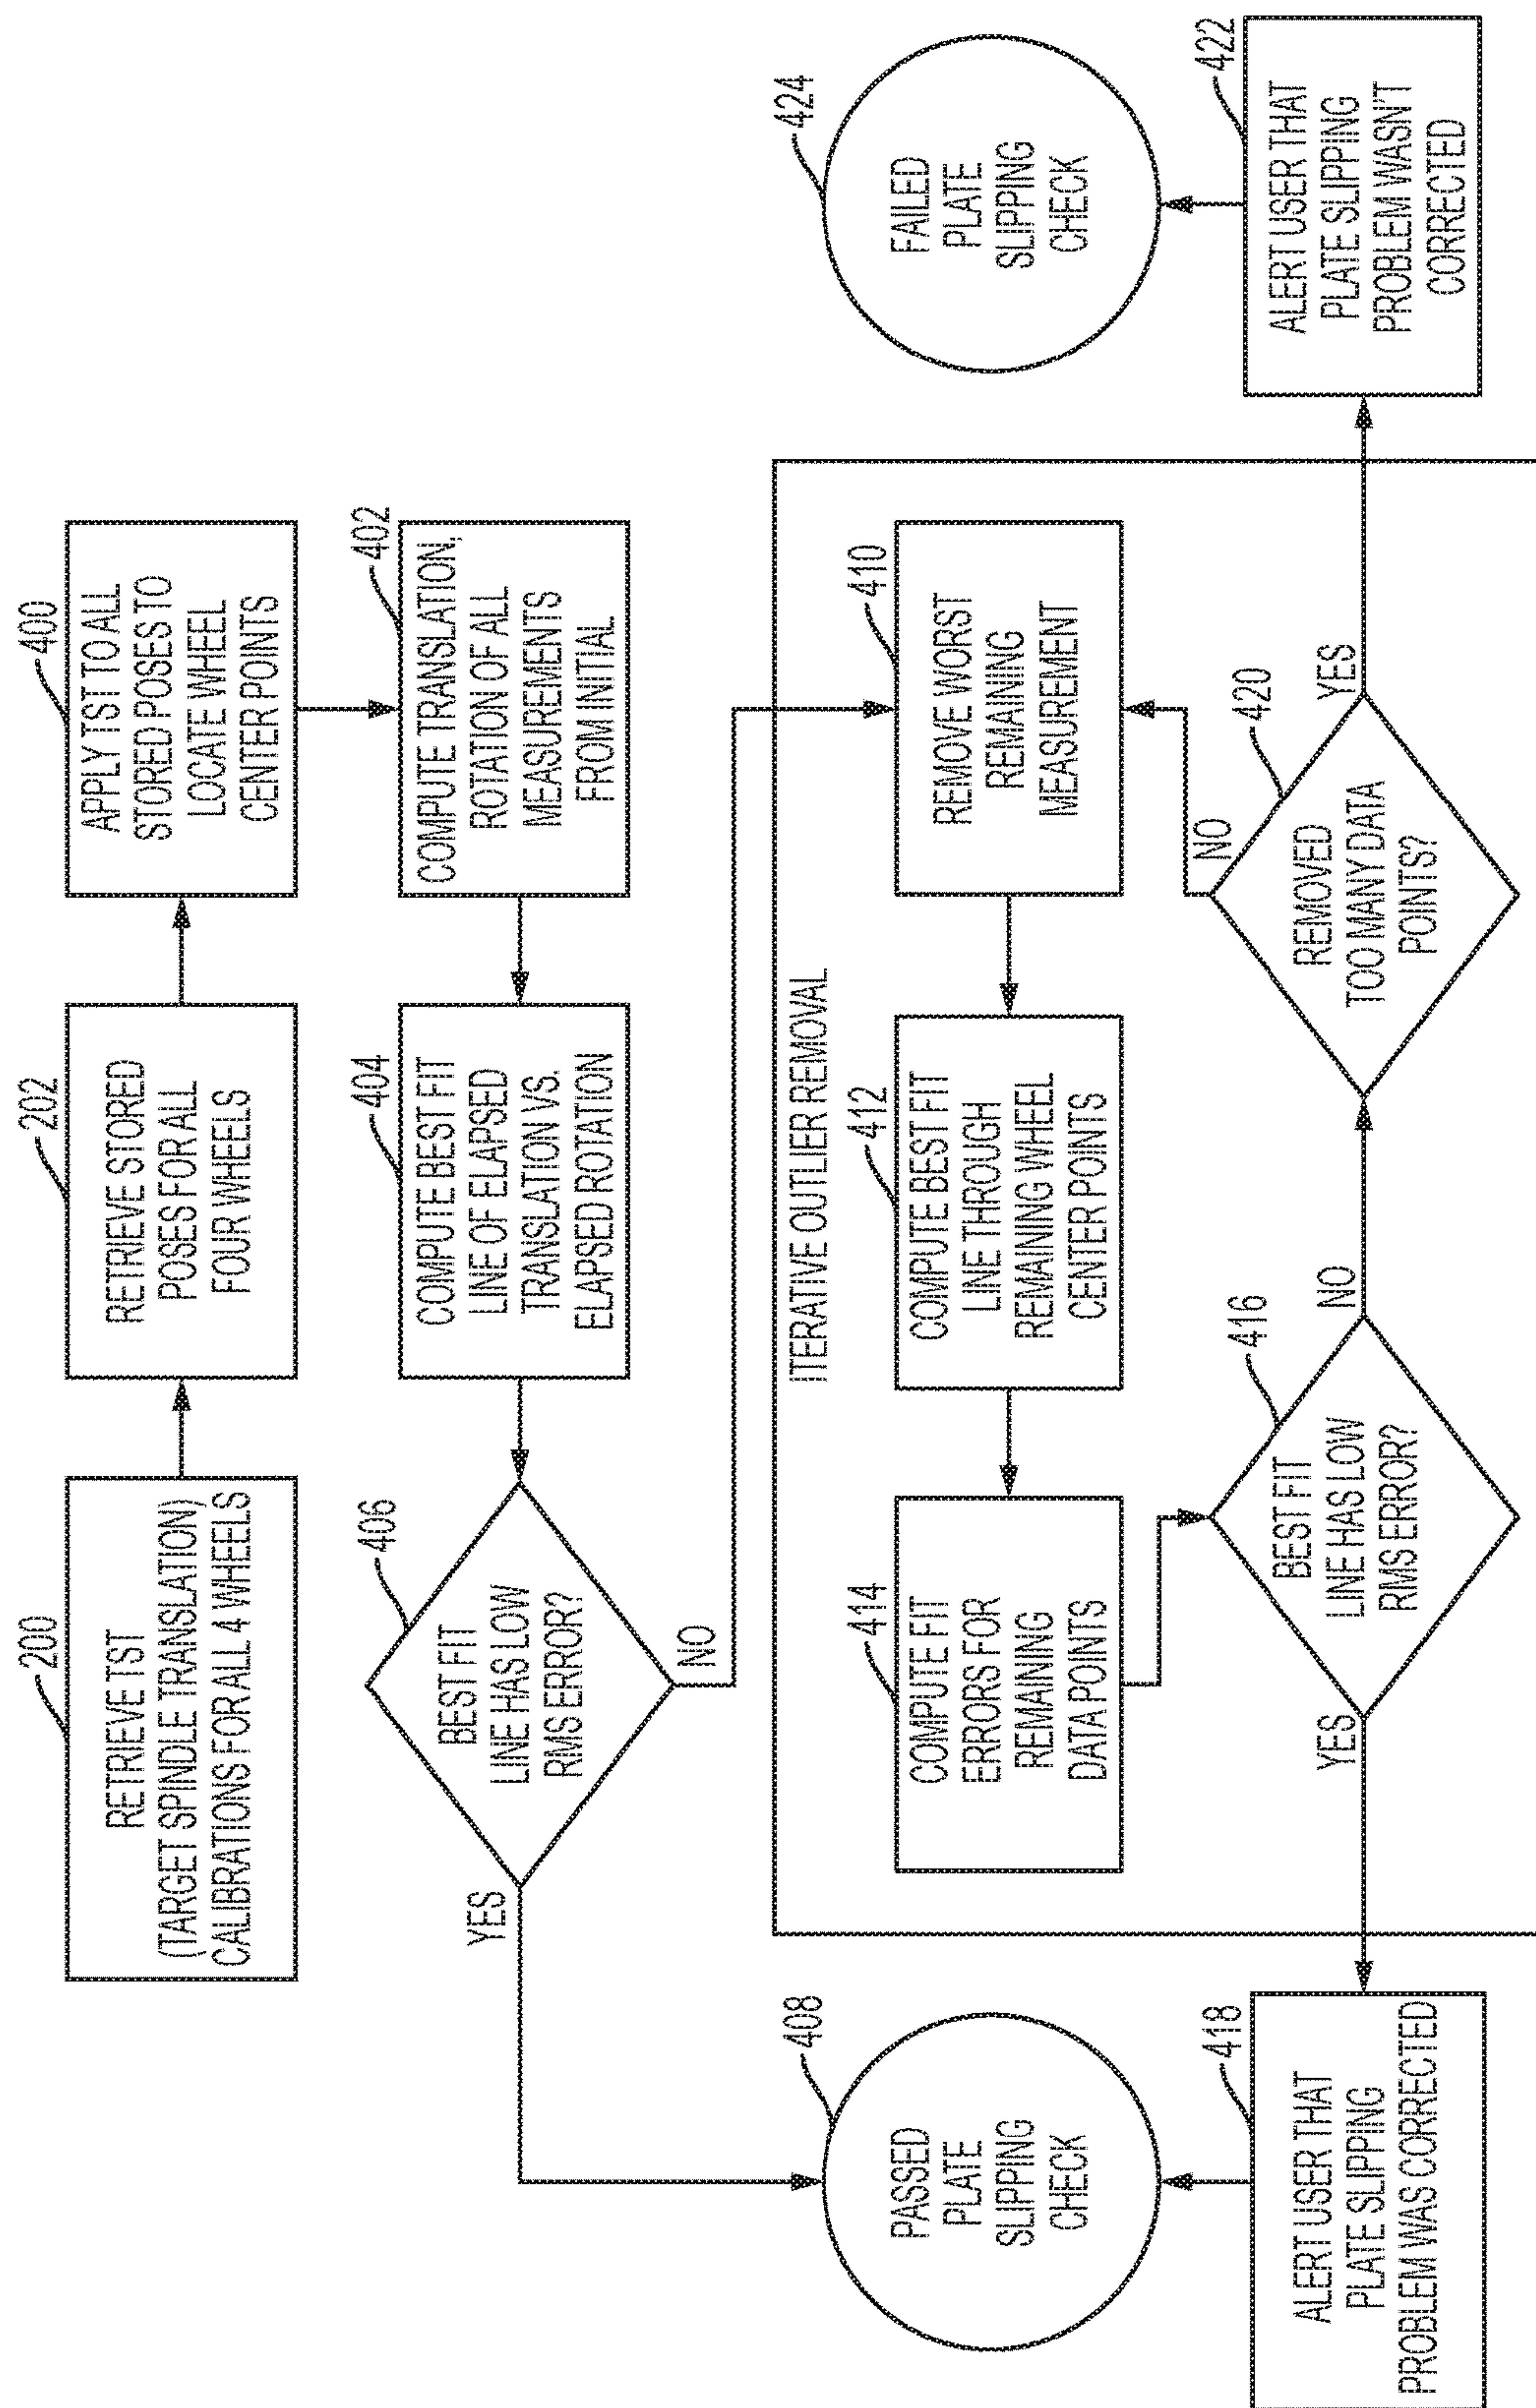 200
RETRIEVE TST
(TARGET SPINDLE TRANSLATION)
CALIBRATIONS FOR ALL 4 WHEELS
202
RETRIEVE STORED
POSES FOR ALL
FOUR WHEELS
400
APPLY TST TO ALL
STORED POSES TO
LOCATE WHEEL
CENTER POINTS
402
COMPUTE TRANSLATION,
ROTATION OF ALL
MEASUREMENTS
FROM INITIAL
404
COMPUTE BEST FIT
LINE OF ELAPSED
TRANSLATION VS.
ELAPSED ROTATION
406
BEST FIT
LINE HAS LOW
RMS ERROR?
YES
NO
408
PASSED
PLATE
SLIPPING
CHECK
ITERATIVE OUTLIER REMOVAL
410
REMOVE WORST
REMAINING
MEASUREMENT
412
COMPUTE BEST FIT
LINE THROUGH
REMAINING WHEEL
CENTER POINTS
414
COMPUTE FIT
ERRORS FOR
REMAINING
DATA POINTS
416
BEST FIT
LINE HAS LOW
RMS ERROR?
YES
NO
418
ALERT USER THAT
PLATE SLIPPING
PROBLEM WAS CORRECTED
420
REMOVED
TOO MANY DATA
POINTS?
NO
YES
422
ALERT USER THAT
PLATE SLIPPING
PROBLEM WASN'T
CORRECTED
424
FAILED
PLATE
SLIPPING
CHECK